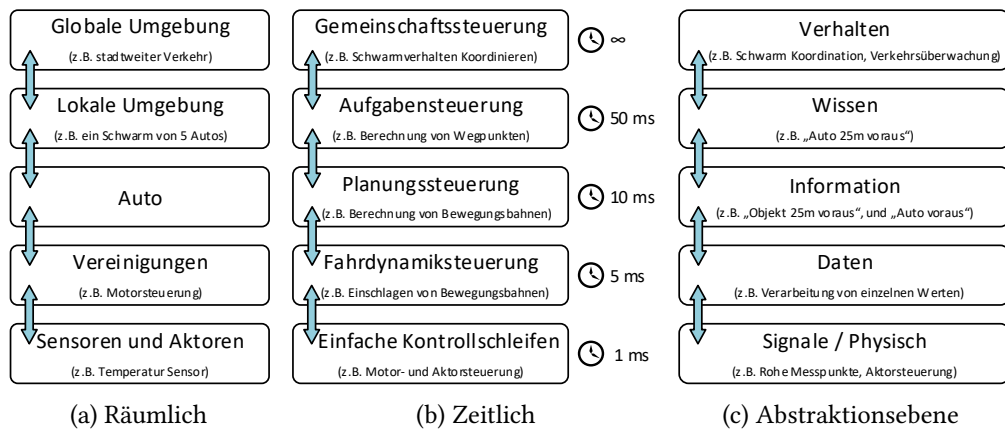 Globale Umgebung
(z.B. stadtweiter Verkehr)
Lokale Umgebung
(z.B. ein Schwarm von 5 Autos)
Auto
Vereinigungen
(z.B. Motorsteuerung)
Sensoren und Aktoren
(z.B. Temperatur Sensor)
(a) Räumlich
Gemeinschaftssteuerung
(z.B. Schwarmverhalten Koordinieren)
∞
Aufgabensteuerung
(z.B. Berechnung von Wegpunkten)
50 ms
Planungssteuerung
(z.B. Berechnung von Bewegungsbahnen)
10 ms
Fahrdynamiksteuerung
(z.B. Einschlagen von Bewegungsbahnen)
5 ms
Einfache Kontrollschleifen
(z.B. Motor- und Aktorsteuerung)
1 ms
(b) Zeitlich
Verhalten
(z.B. Schwarm Koordination, Verkehrsüberwachung)
Wissen
(z.B. „Auto 25m voraus“)
Information
(z.B. „Objekt 25m voraus“, und „Auto voraus“)
Daten
(z.B. Verarbeitung von einzelnen Werten)
Signale / Physisch
(z.B. Rohe Messpunkte, Aktorsteuerung)
(c) Abstraktionsebene